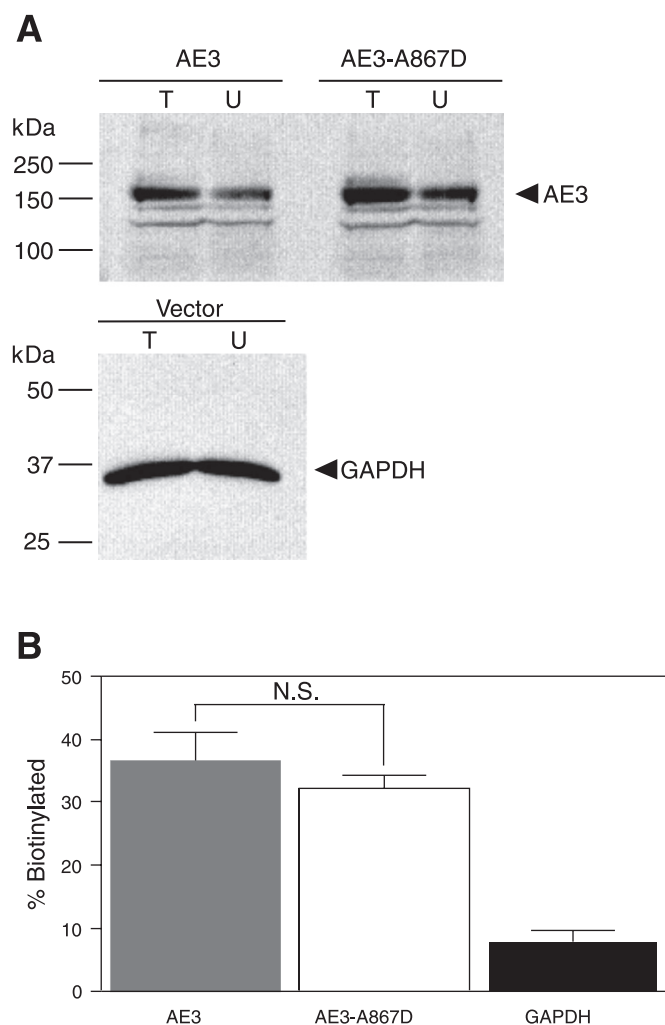 A
AE3 AE3-A867D
T U T U
kDa
250
150 AE3
100
Vector
T U
kDa
50
37 GAPDH
25
B
50
N.S.
40
30
20
10
0
% Biotinylated
AE3 AE3-A867D GAPDH